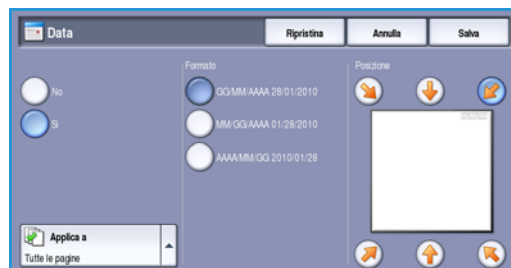 Data
Ripristina
Annulla
Salva
Formato
Posizione
No
Sì
GG/MM/AAAA 28/01/2010
MM/GG/AAAA 01/28/2010
AAAA/MM/GG 2010/01/28
Applica a
Tutte le pagine